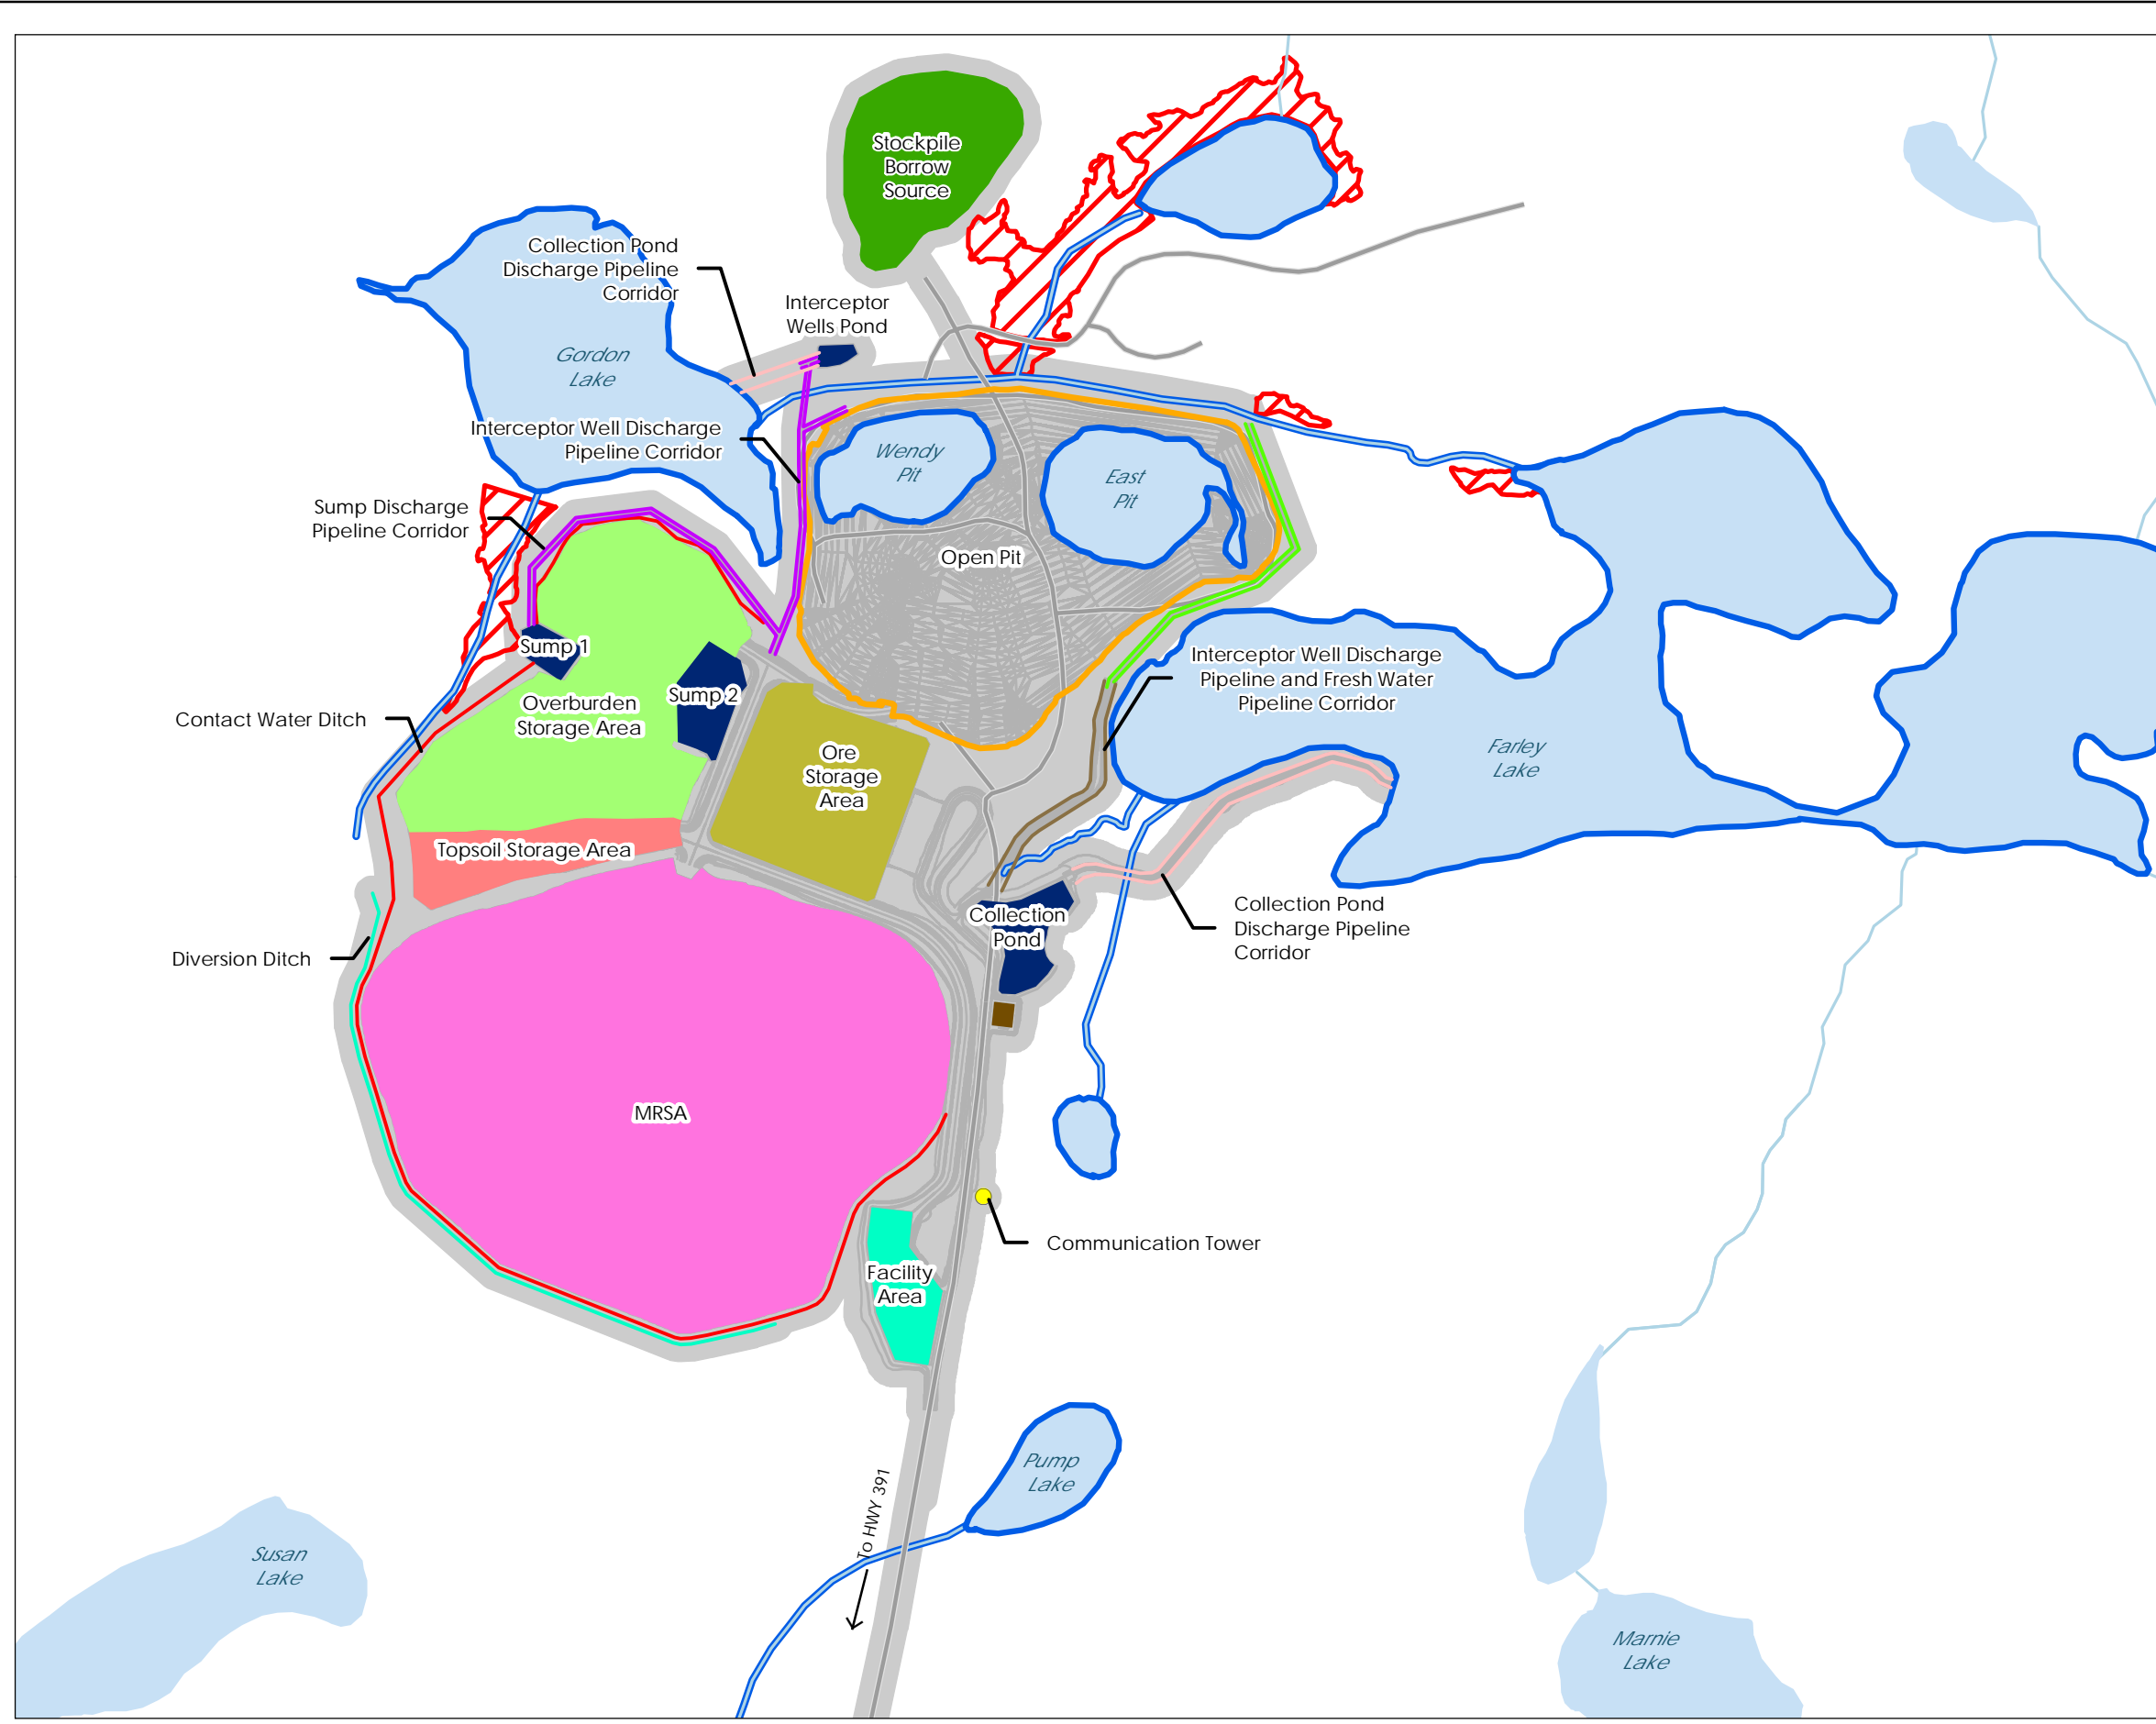 Stockpile
Borrow
Source
Collection Pond
Discharge Pipeline
Corridor
Interceptor
Wells Pond
Gordon
Lake
Interceptor Well Discharge
Pipeline Corridor
Wendy
Pit
East
Pit
Sump Discharge
Pipeline Corridor
Open Pit
Sump 1
Sump 2
Interceptor Well Discharge
Pipeline and Fresh Water
Pipeline Corridor
Contact Water Ditch
Overburden
Storage Area
Ore
Storage
Area
Farley
Lake
Topsoil Storage Area
Collection
Pond
Collection Pond
Discharge Pipeline
Corridor
Diversion Ditch
MRSA
Communication Tower
Facility
Area
Pump
Lake
To HWY 391
Susan
Lake
Marnie
Lake